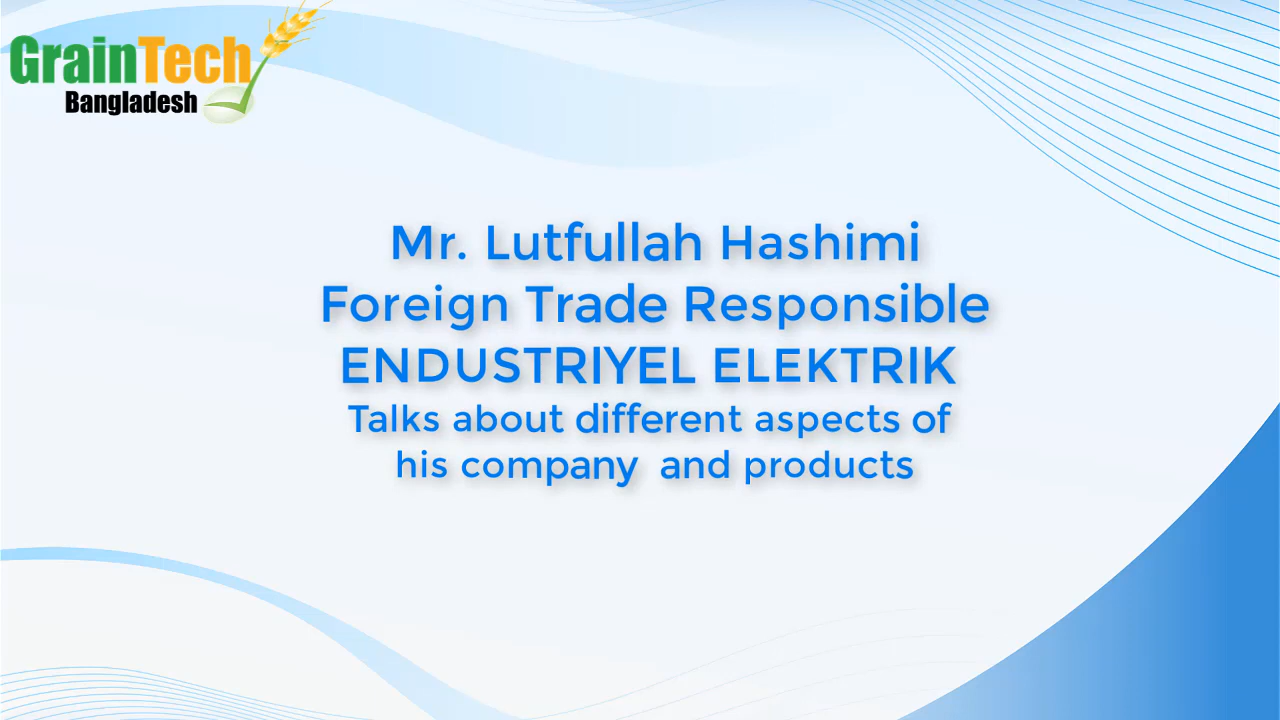 GrainTech
Bangladesh
Mr. Lutfullah Hashimi
Foreign Trade Responsible
ENDUSTRIYEL ELEKTRIK
Talks about different aspects of
his company and products